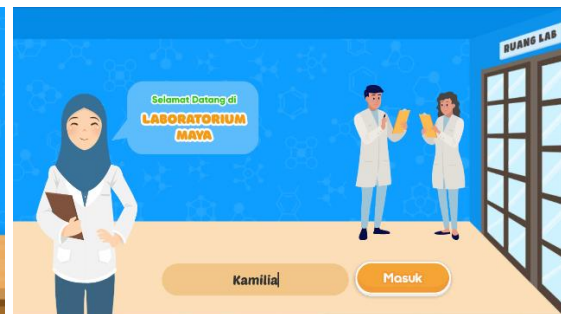 RUANG LAB
Selamat Datang di
LABORATORIUM
MAYA
Kamilia
Masuk